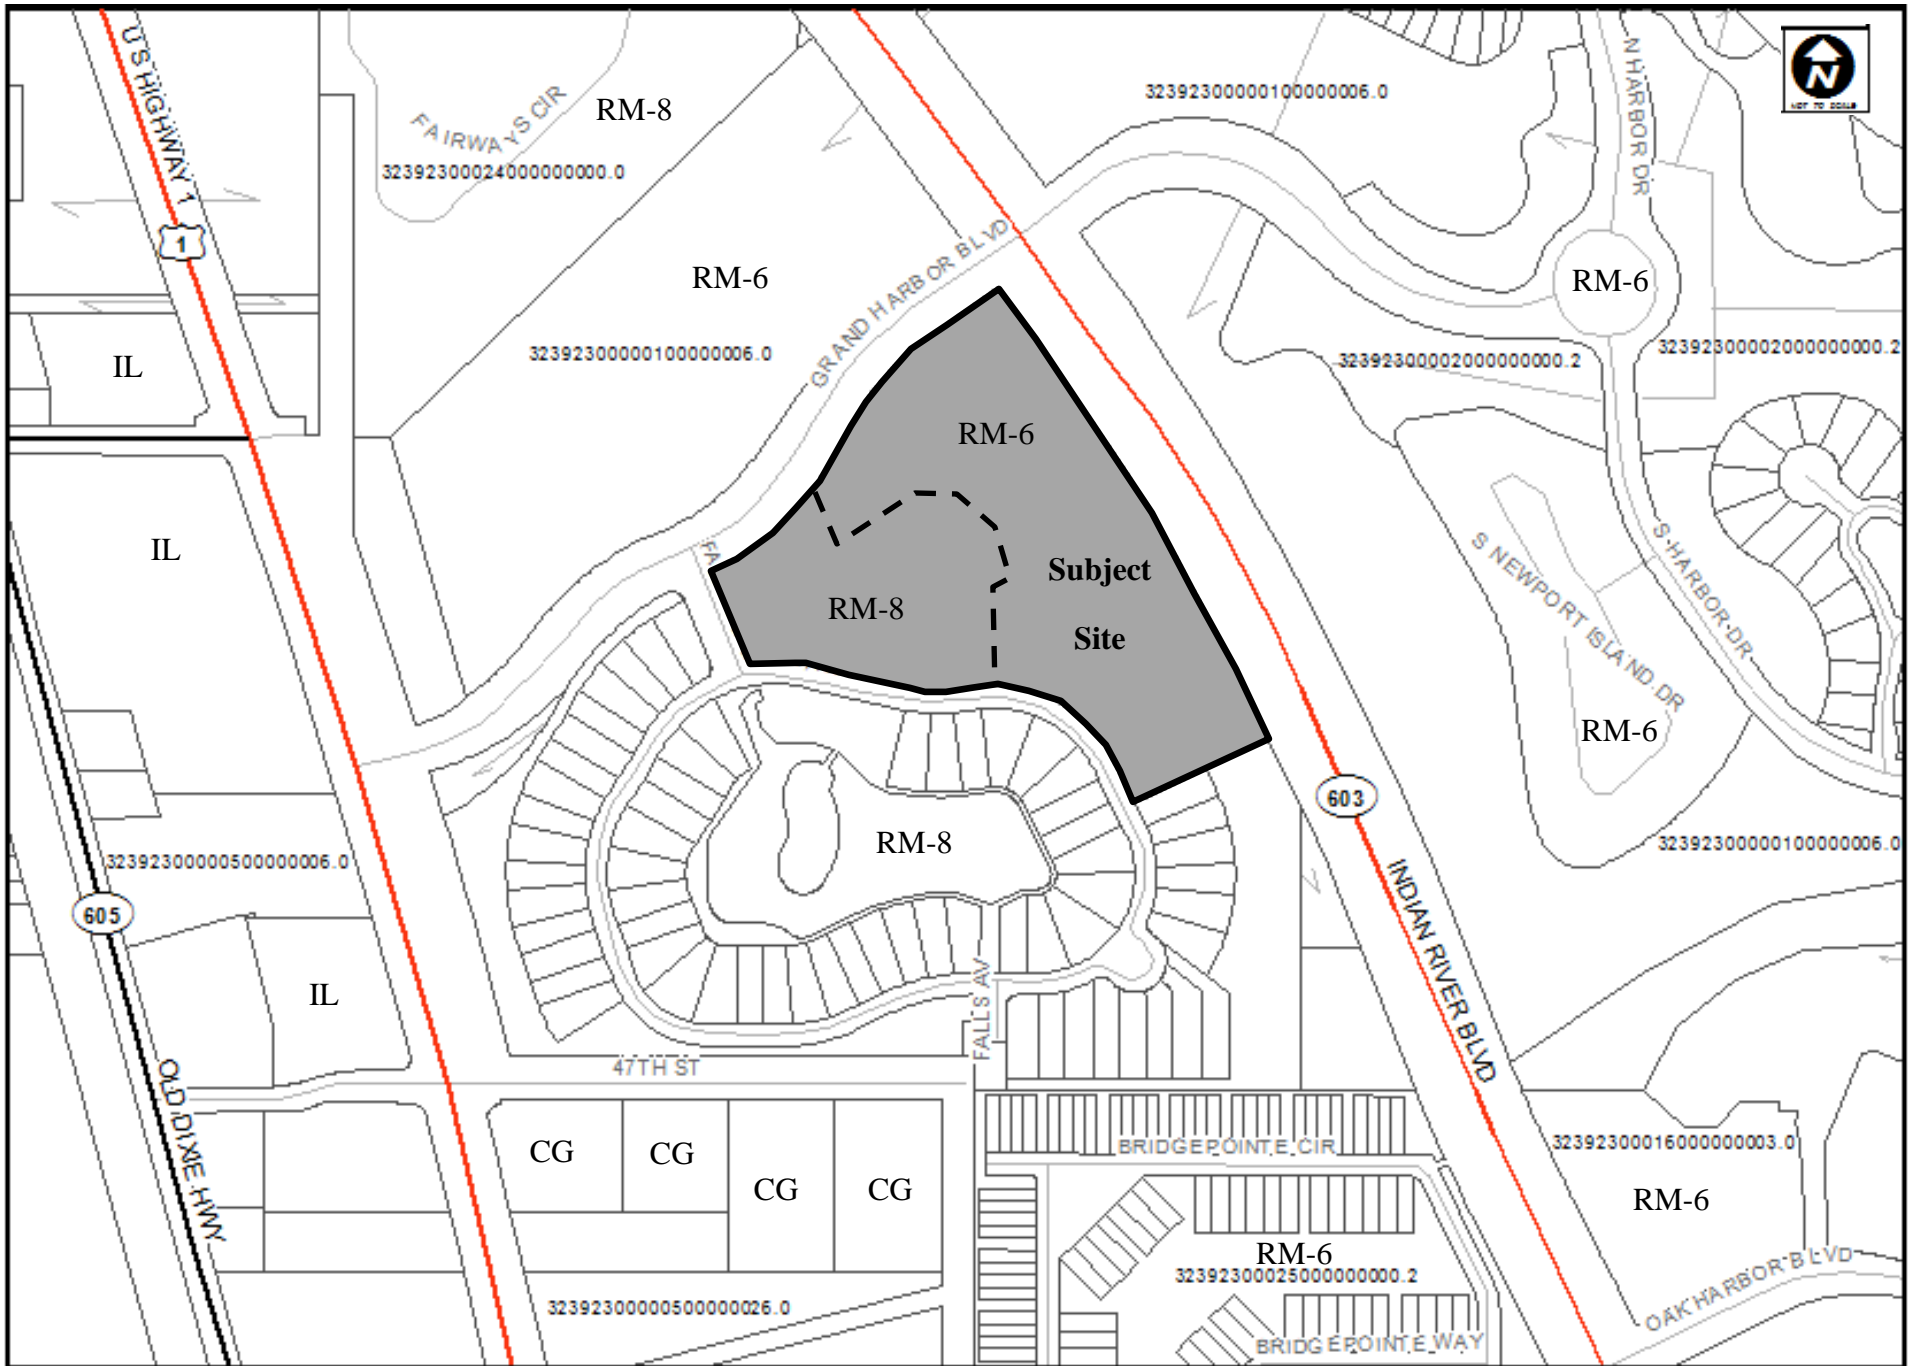 U S HIGHWAY 1
1
FAIRWAYS CIR
RM-8
32392300024000000000.0
32392300000100000006.0
N HARBOR DR
N
NOT TO SCALE
RM-6
GRAND HARBOR BLVD
RM-6
IL
32392300000100000006.0
32392300002000000000.2
32392300002000000000.2
RM-6
IL
FA
Subject
RM-8
Site
S NEWPORT ISLAND DR
S HARBOR DR
RM-6
603
RM-8
32392300000500000006.0
32392300000100000006.0
605
IL
FALLS AV
INDIAN RIVER BLVD
47TH ST
OLD DIXIE HWY
CG
CG
CG
CG
BRIDGEPOINTE CIR
32392300016000000003.0
RM-6
RM-6
32392300025000000000.2
32392300000500000026.0
BRIDGEPOINTE WAY
OAK HARBOR BLVD